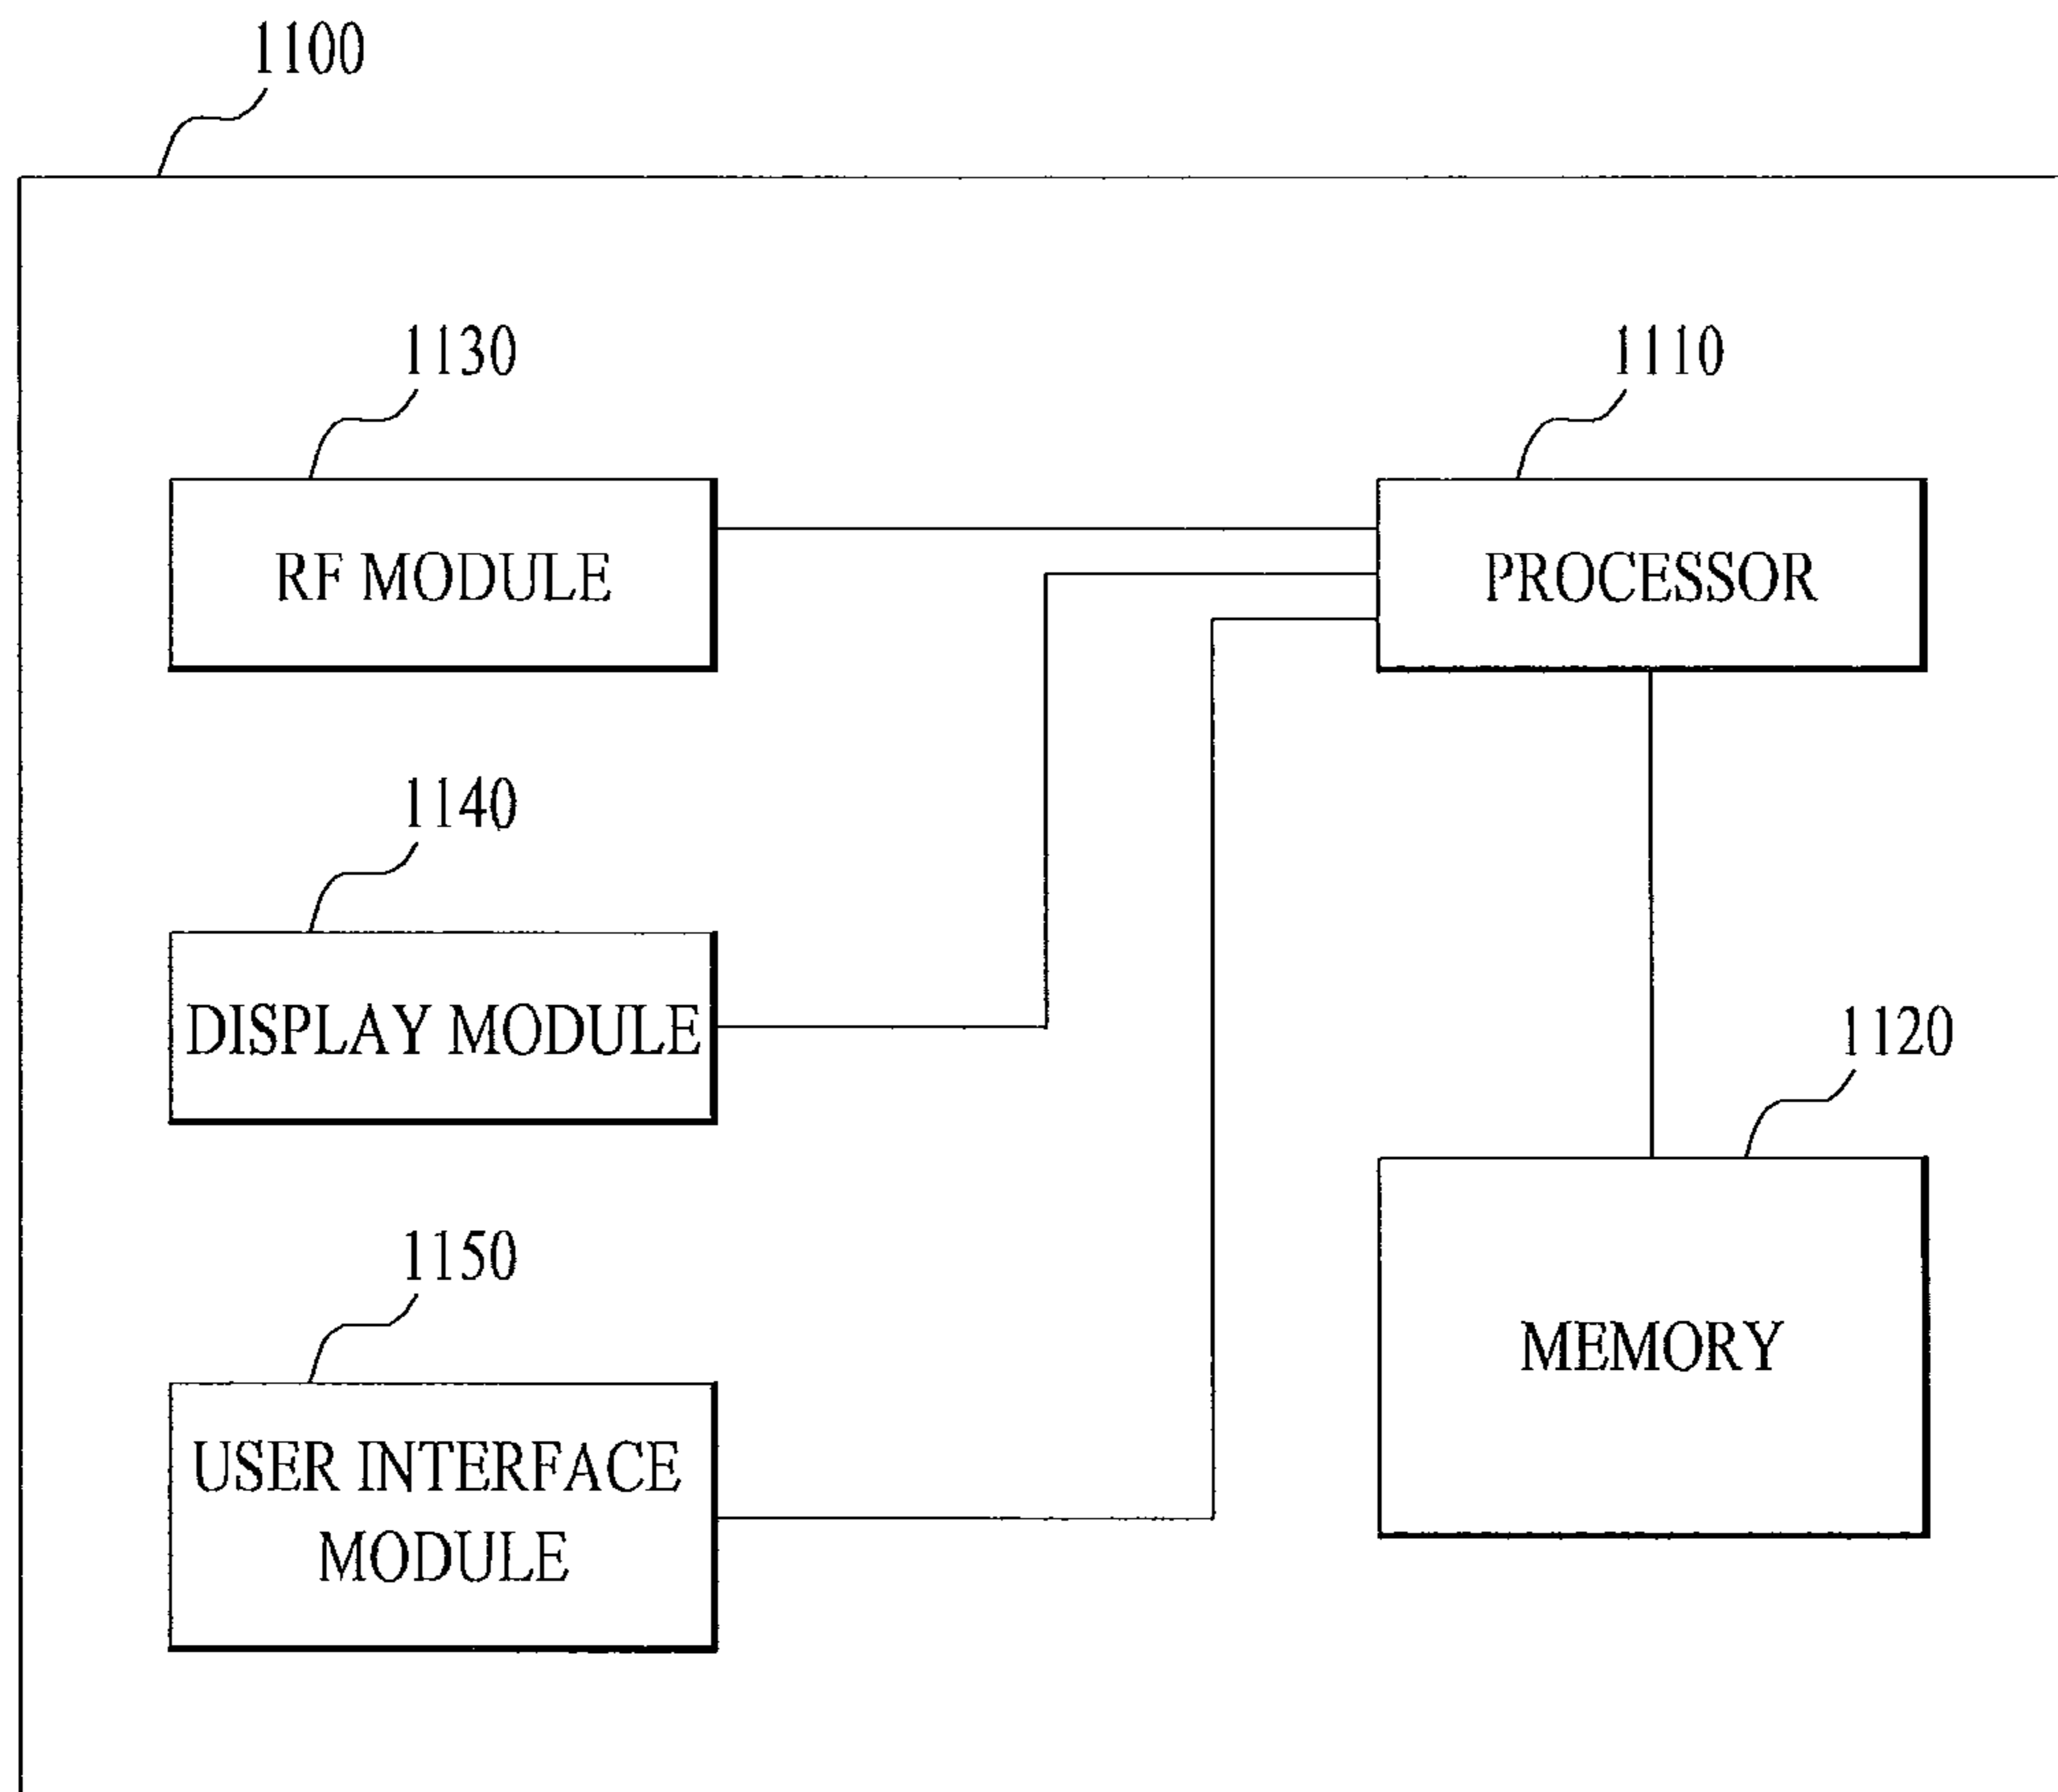 1100
1130
1110
RF MODULE
PROCESSOR
1140
DISPLAY MODULE
1120
1150
MEMORY
USER INTERFACE
MODULE